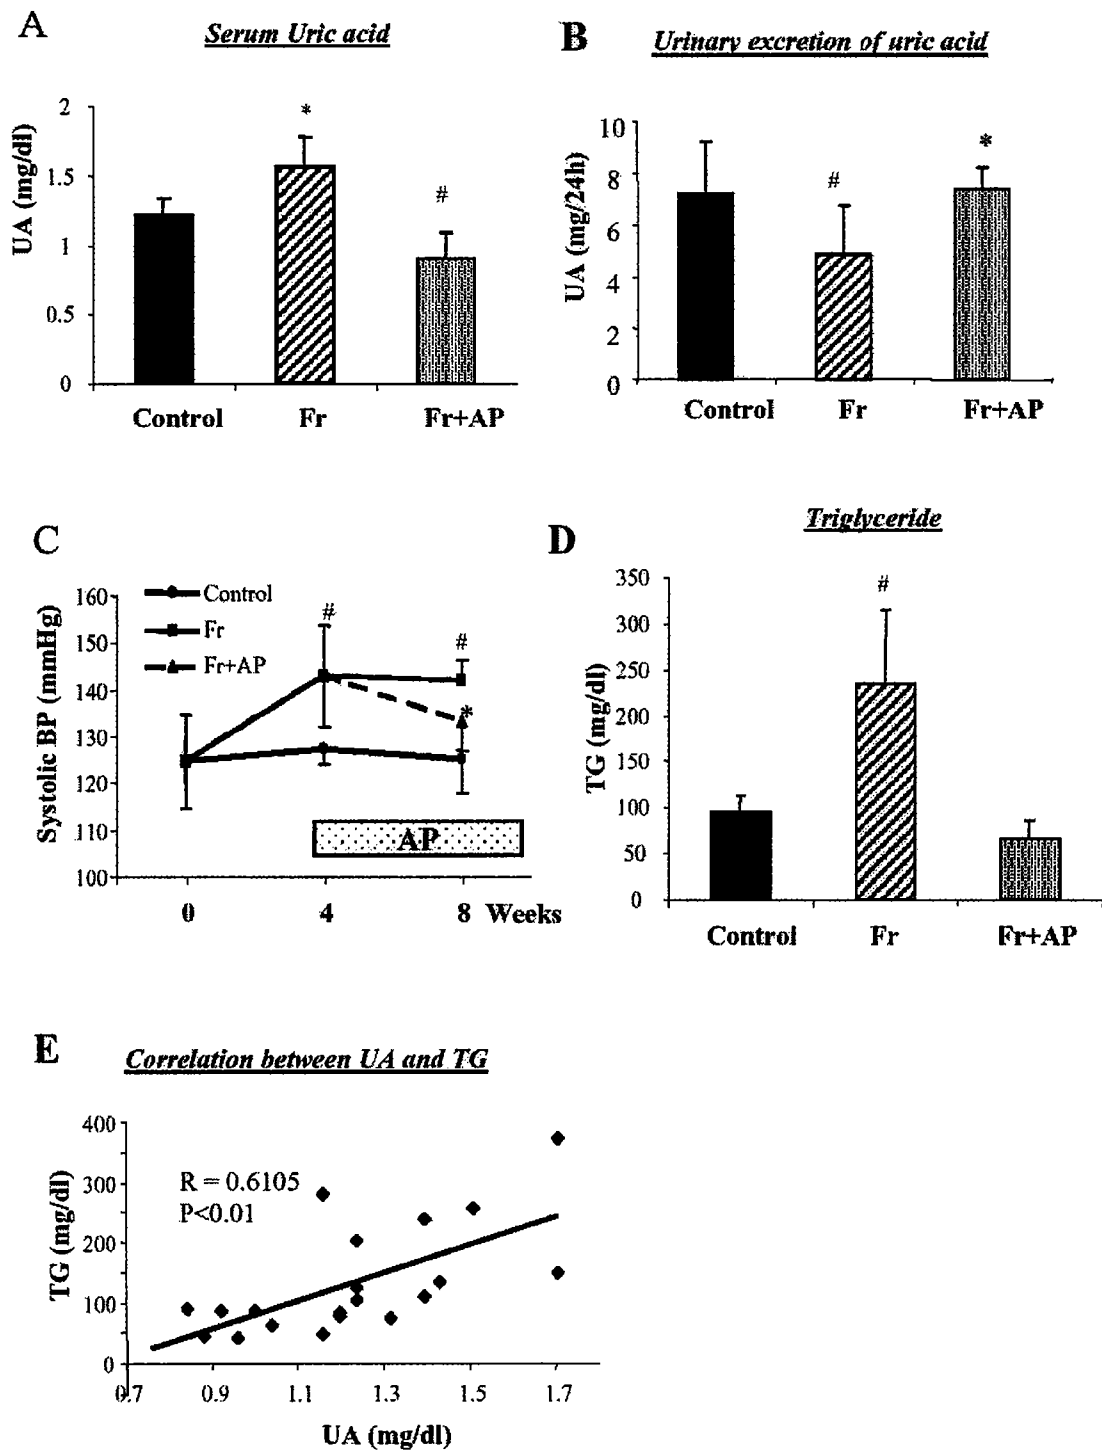 A
Serum Uric acid
UA (mg/dl)
2
1.5
1
0.5
0
*
#
Control Fr Fr+AP
B
Urinary excretion of uric acid
UA (mg/24h)
10
8
6
4
2
0
#
*
Control Fr Fr+AP
C
Systolic BP (mmHg)
160
150
140
130
120
110
100
Control
Fr
Fr+AP
#
#
*
AP
0 4 8 Weeks
D
Triglyceride
TG (mg/dl)
350
300
250
200
150
100
50
0
#
Control Fr Fr+AP
E
Correlation between UA and TG
TG (mg/dl)
400
300
200
100
0
R = 0.6105
P<0.01
0.7 0.9 1.1 1.3 1.5 1.7
UA (mg/dl)